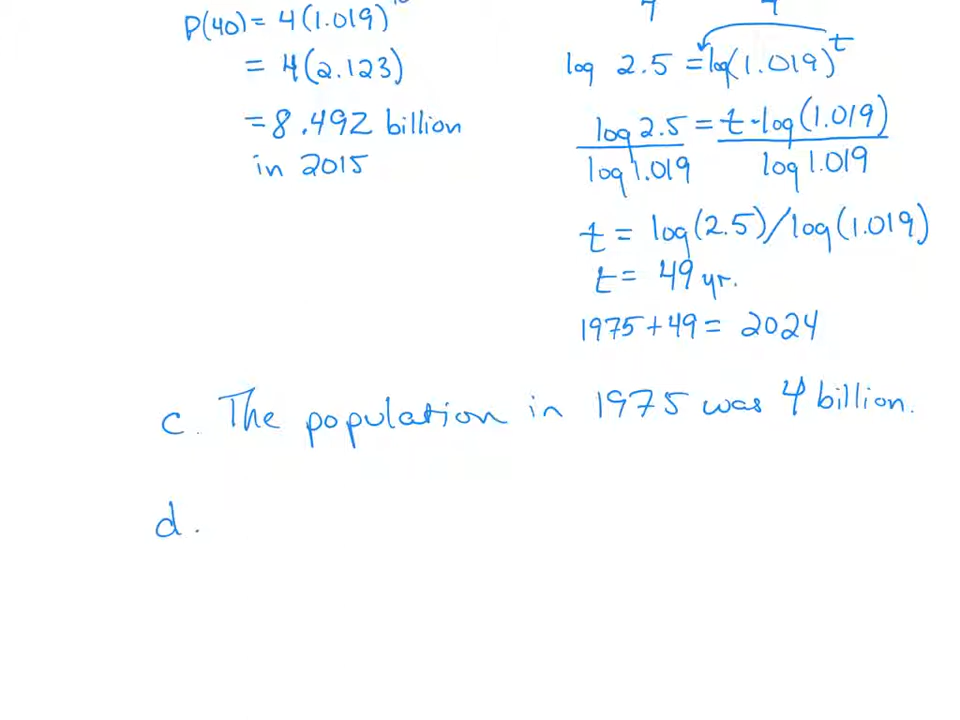 P(40) = 4(1.019)
= 4(2.123)
= 8.492 billion
in 2015
log 2.5 = log(1.019)^t
log 2.5 = t · log(1.019)
log 1.019 log 1.019
t = log(2.5)/log(1.019)
t = 49 yr.
1975 + 49 = 2024
c. The population in 1975 was 4 billion.
d.